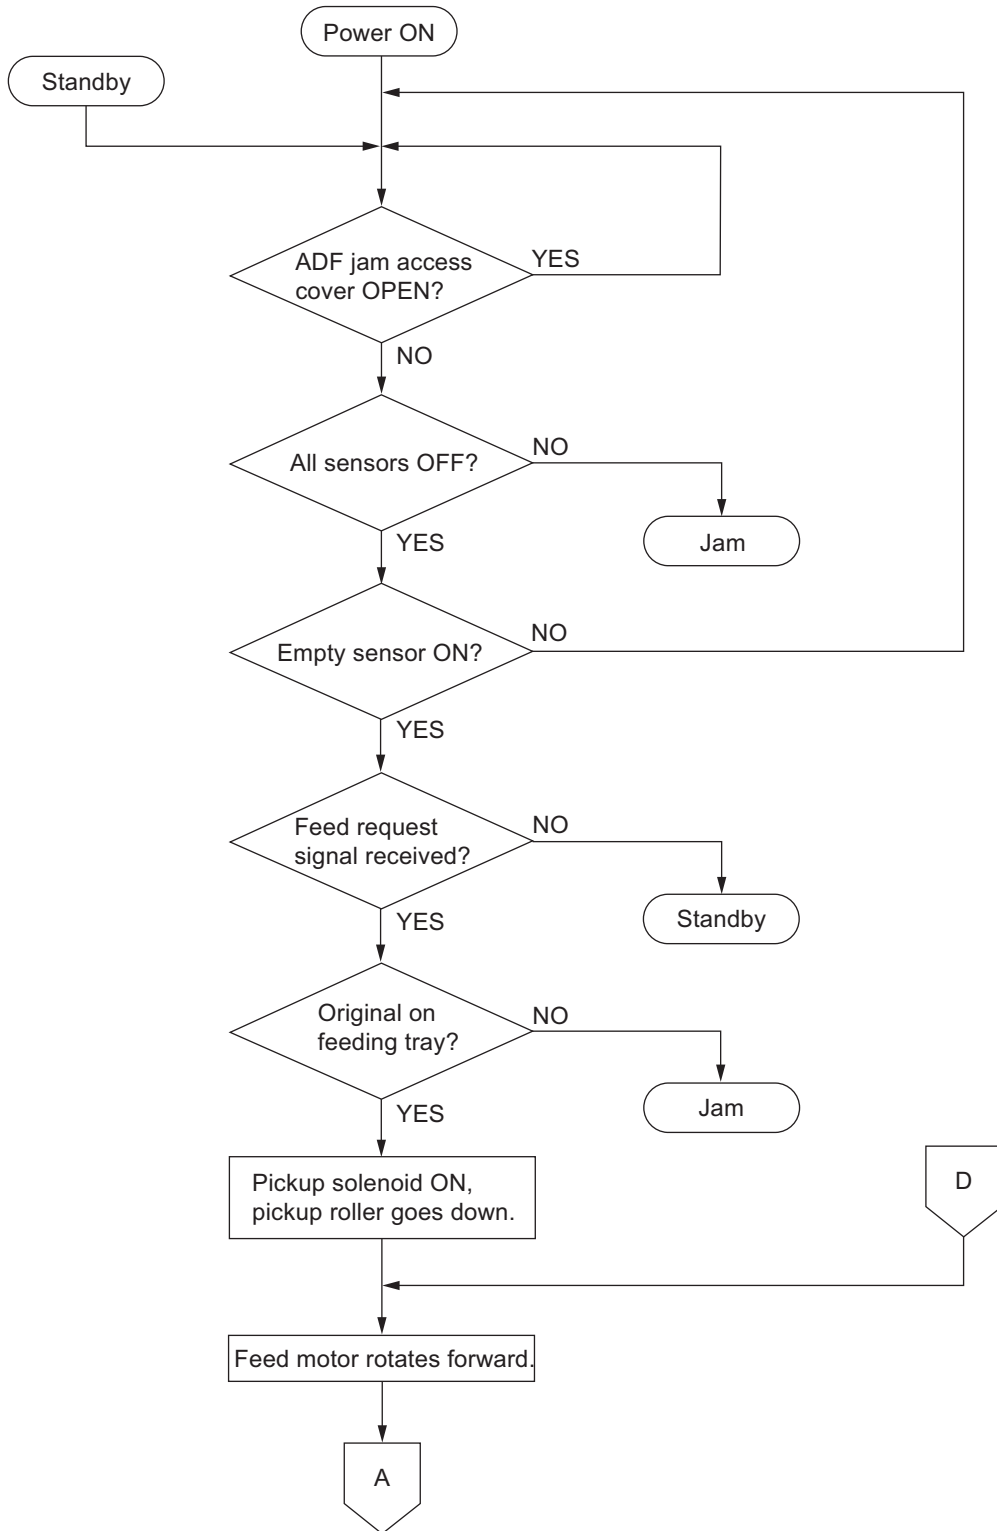 Power ON
Standby
ADF jam access
cover OPEN?
YES
NO
All sensors OFF?
NO
Jam
YES
Empty sensor ON?
NO
YES
Feed request
signal received?
NO
Standby
YES
Original on
feeding tray?
NO
Jam
YES
Pickup solenoid ON,
pickup roller goes down.
D
Feed motor rotates forward.
A